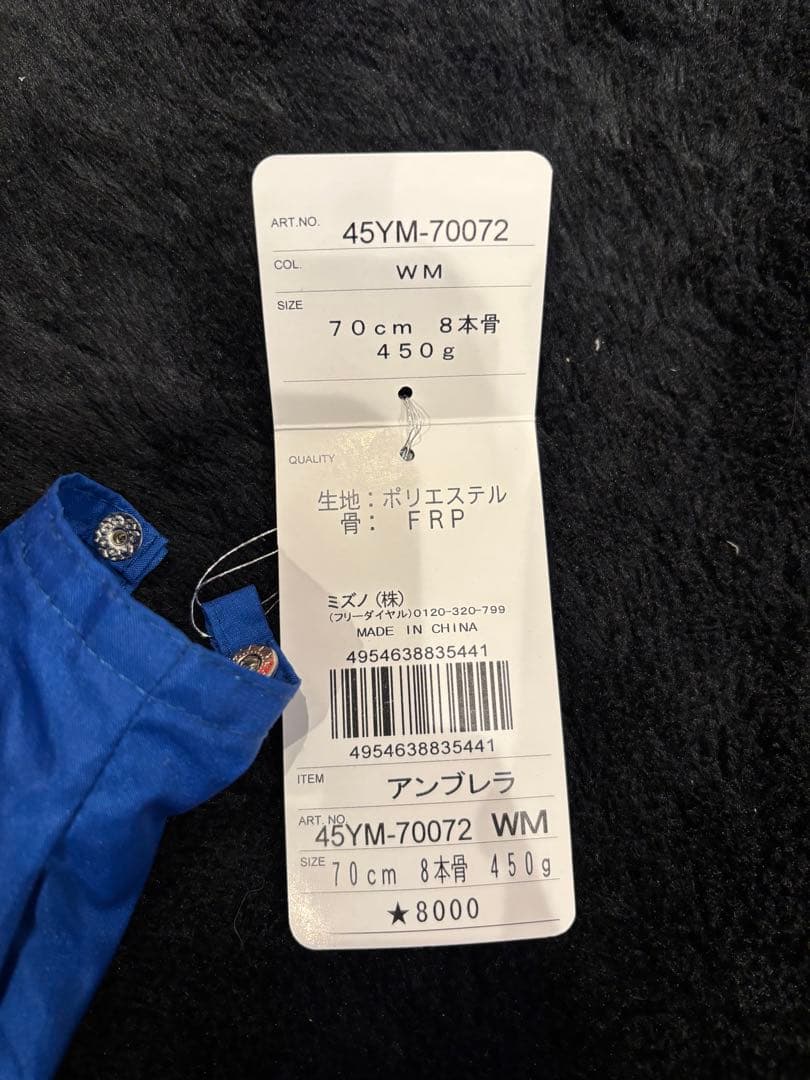 ART.NO. 45YM-70072
COL. WM
SIZE
70cm 8本骨
450g
QUALITY
生地：ポリエステル
骨： FRP
ミズノ（株）
（フリーダイヤル）0120-320-799
MADE IN CHINA
4954638835441
4954638835441
ITEM アンブレラ
ART. NO. 45YM-70072 WM
SIZE 70cm 8本骨 450g
★8000